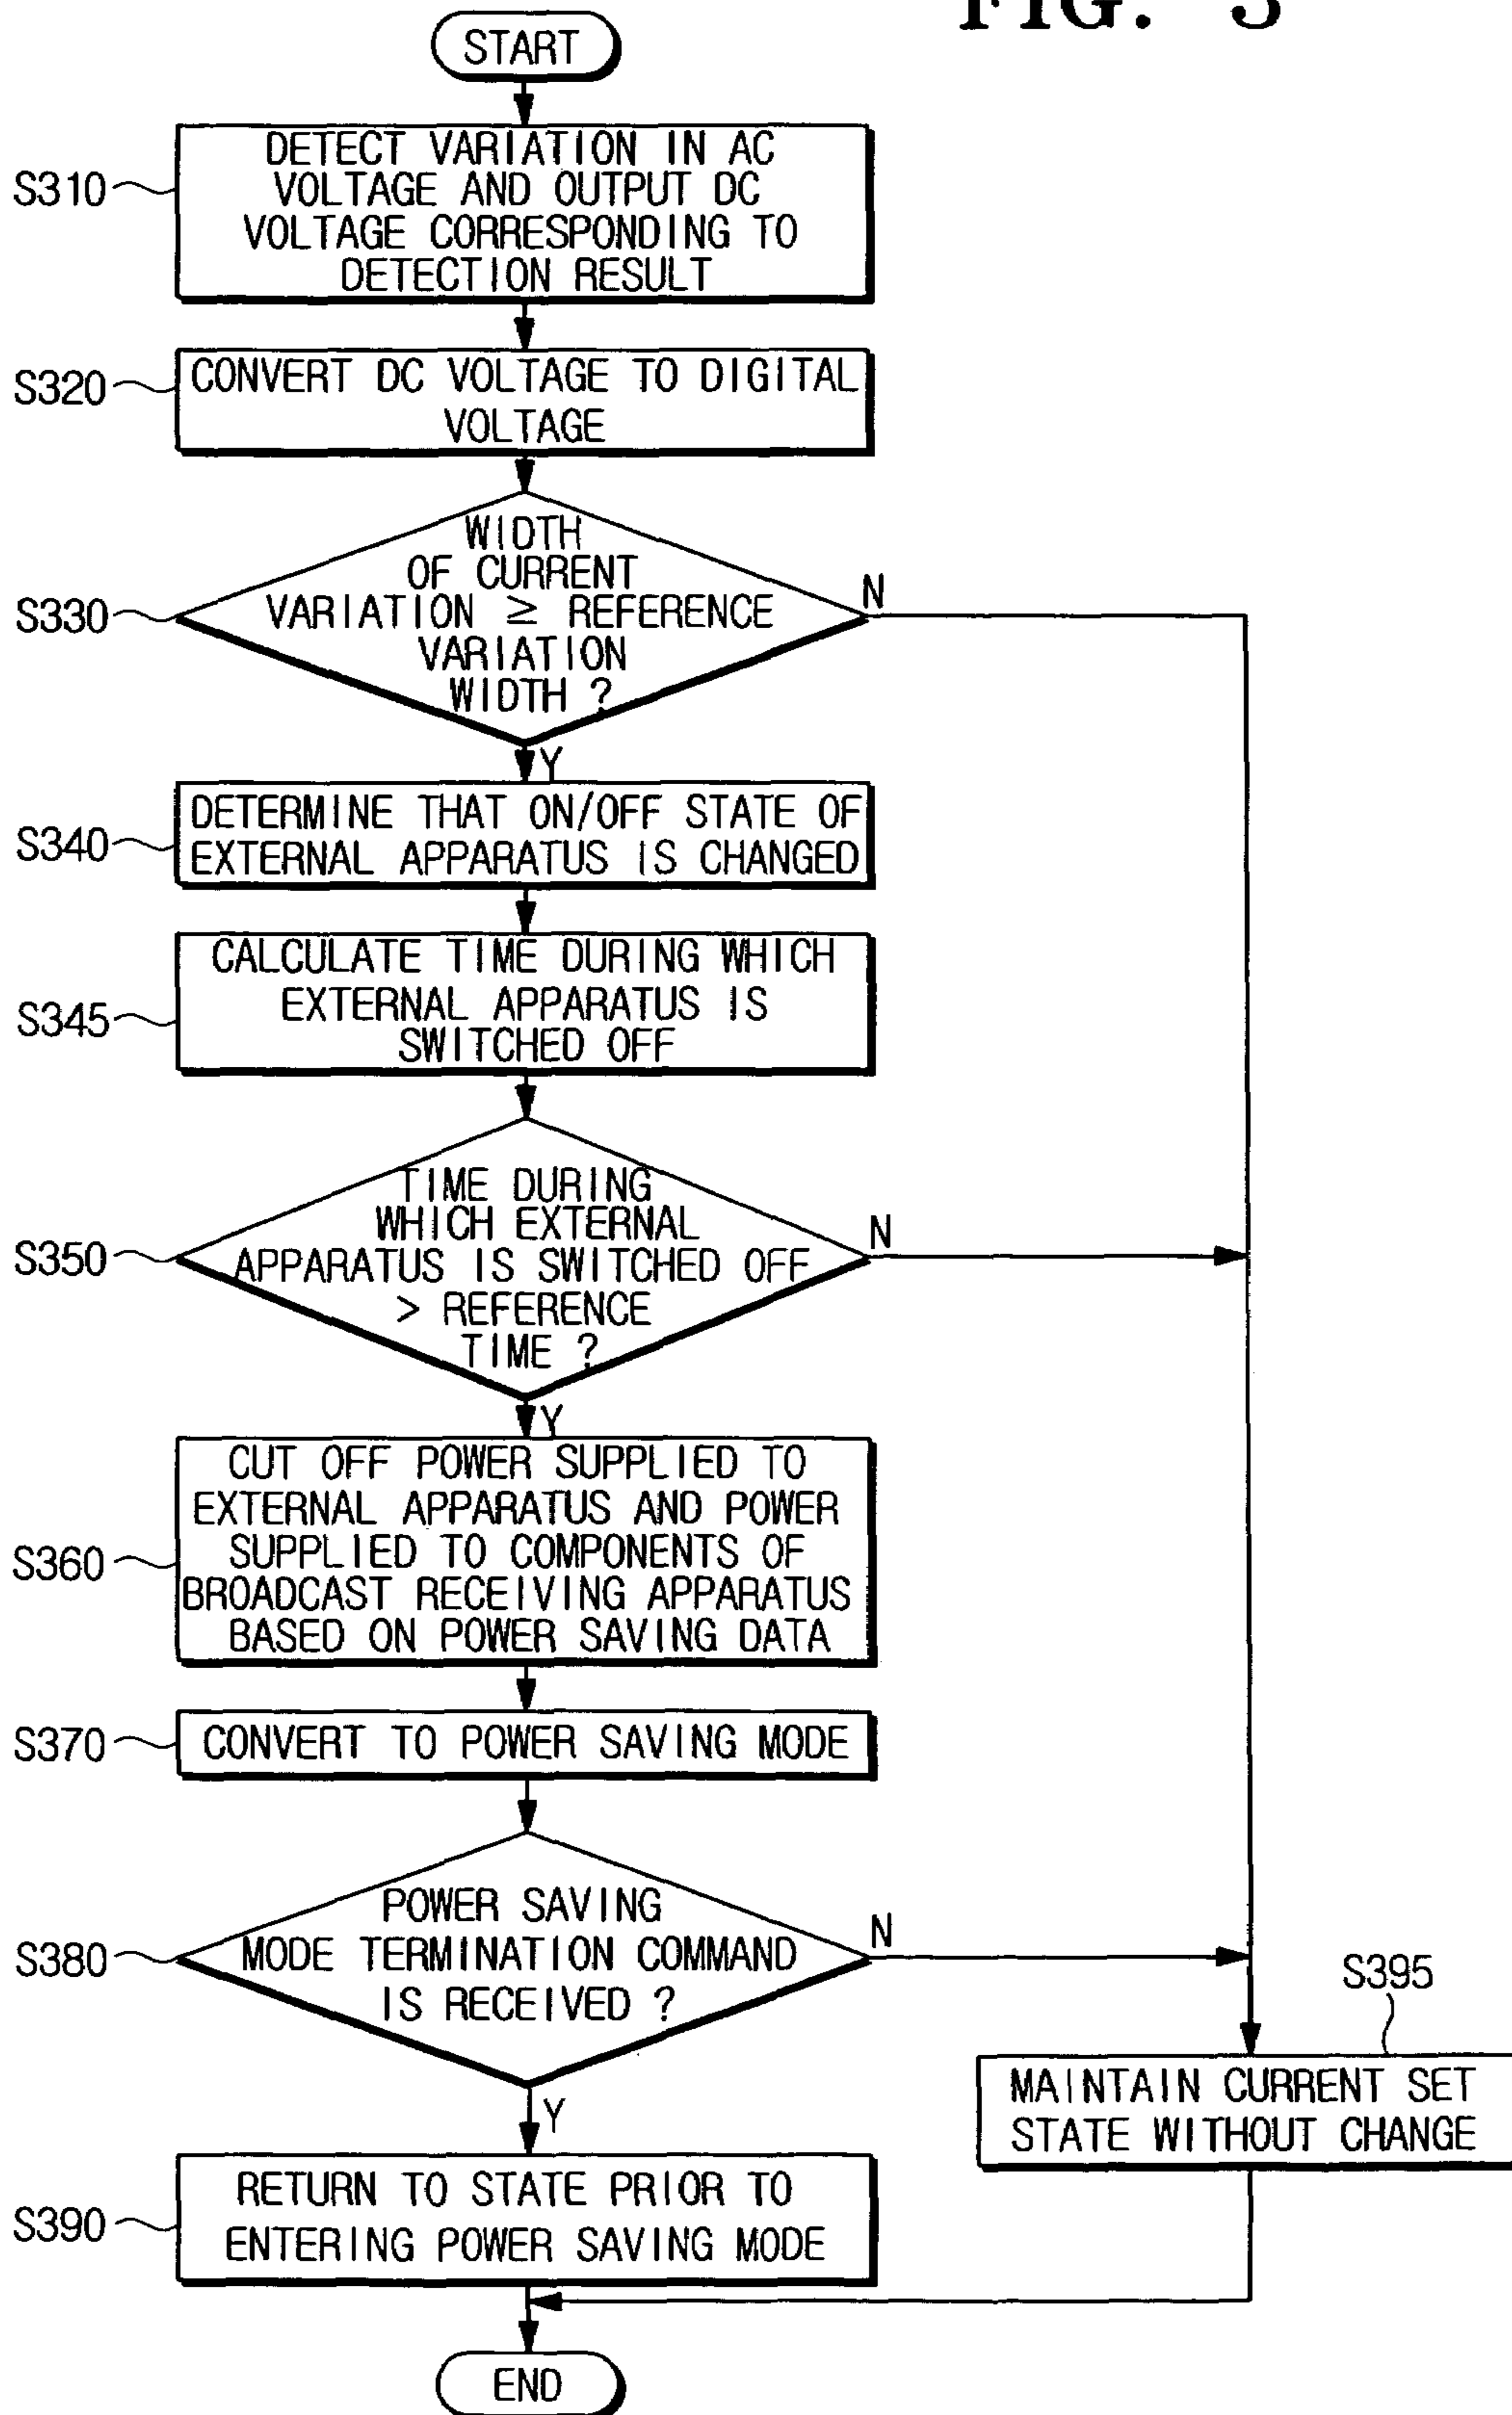 FIG. 3
START
S310
DETECT VARIATION IN AC
VOLTAGE AND OUTPUT DC
VOLTAGE CORRESPONDING TO
DETECTION RESULT
S320
CONVERT DC VOLTAGE TO DIGITAL
VOLTAGE
S330
WIDTH
OF CURRENT
VARIATION ≥ REFERENCE
VARIATION
WIDTH ?
N
Y
S340
DETERMINE THAT ON/OFF STATE OF
EXTERNAL APPARATUS IS CHANGED
S345
CALCULATE TIME DURING WHICH
EXTERNAL APPARATUS IS
SWITCHED OFF
S350
TIME DURING
WHICH EXTERNAL
APPARATUS IS SWITCHED OFF
> REFERENCE
TIME ?
N
Y
S360
CUT OFF POWER SUPPLIED TO
EXTERNAL APPARATUS AND POWER
SUPPLIED TO COMPONENTS OF
BROADCAST RECEIVING APPARATUS
BASED ON POWER SAVING DATA
S370
CONVERT TO POWER SAVING MODE
S380
POWER SAVING
MODE TERMINATION COMMAND
IS RECEIVED ?
N
Y
S395
MAINTAIN CURRENT SET
STATE WITHOUT CHANGE
S390
RETURN TO STATE PRIOR TO
ENTERING POWER SAVING MODE
END